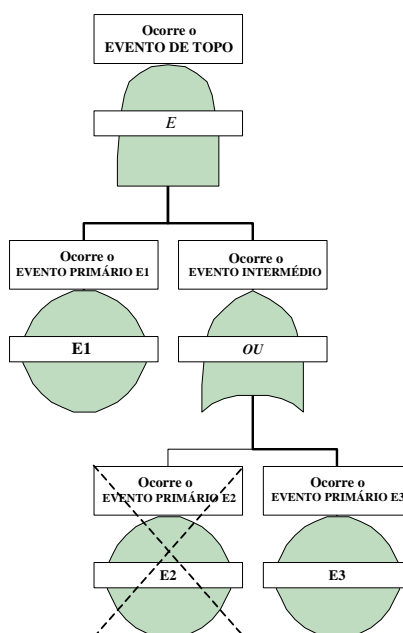 Ocorre o
EVENTO DE TOPO
E
Ocorre o
EVENTO PRIMÁRIO E1
Ocorre o
EVENTO INTERMÉDIO
E1
OU
Ocorre o
EVENTO PRIMÁRIO E2
Ocorre o
EVENTO PRIMÁRIO E3
E2
E3